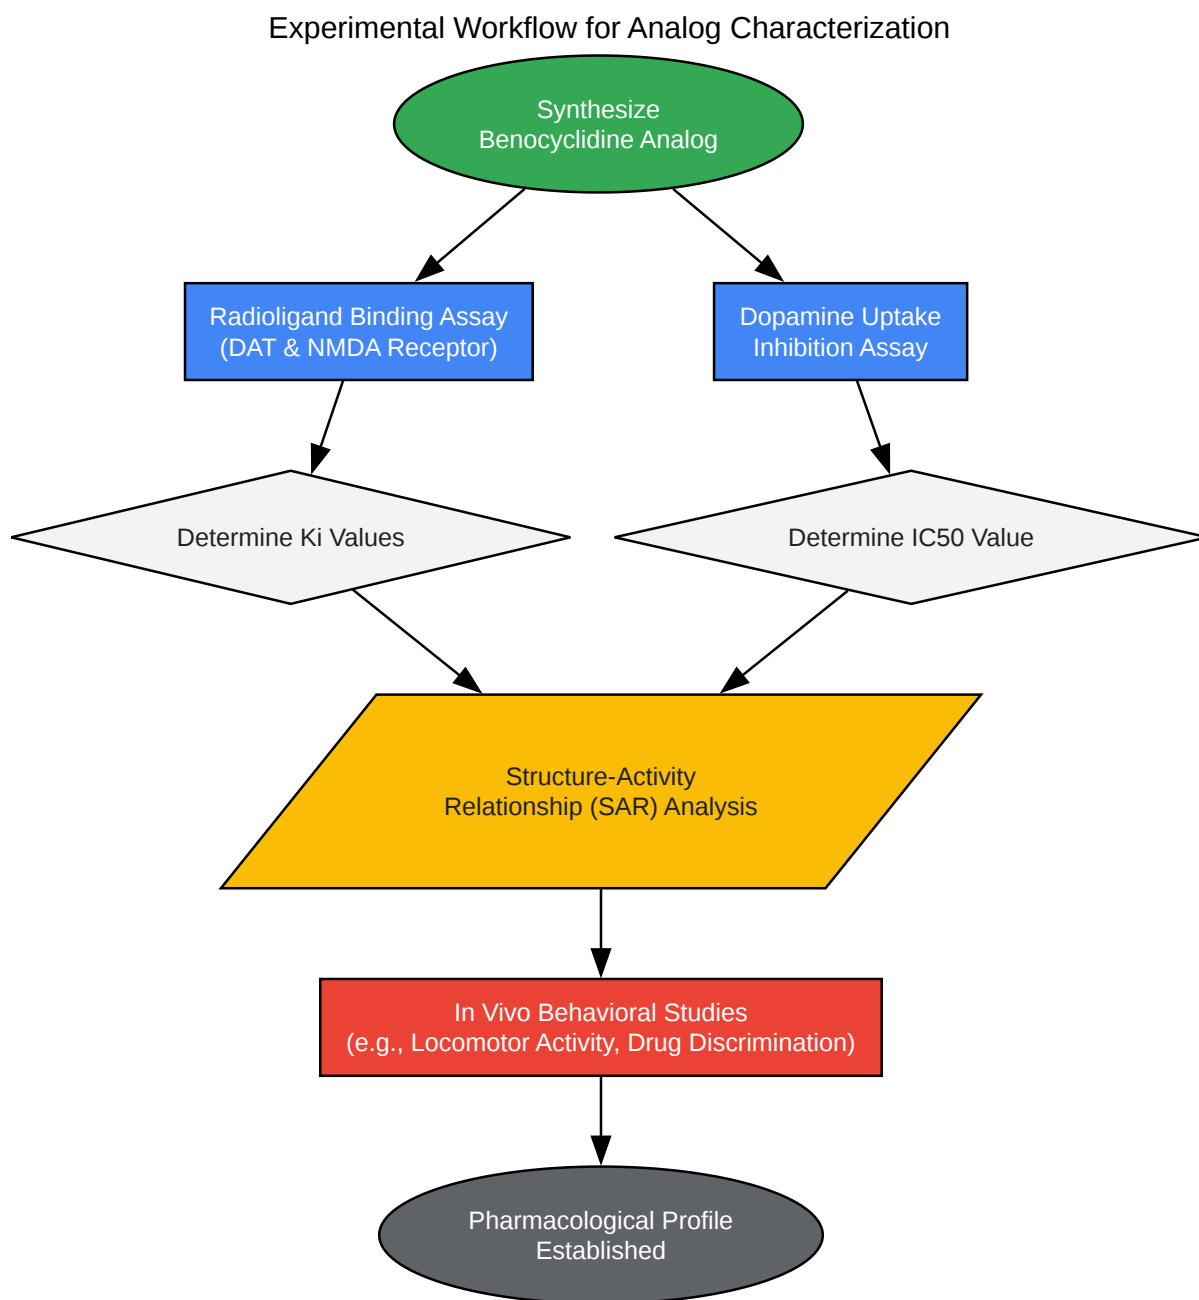 Experimental Workflow for Analog Characterization
Synthesize
Benocyclidine Analog
Radioligand Binding Assay
(DAT & NMDA Receptor)
Dopamine Uptake
Inhibition Assay
Determine Ki Values
Determine IC50 Value
Structure-Activity
Relationship (SAR) Analysis
In Vivo Behavioral Studies
(e.g., Locomotor Activity, Drug Discrimination)
Pharmacological Profile
Established